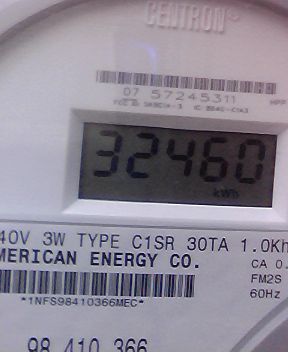 CENTRON
07 57245311
HPP
32460
kWh
40V 3W TYPE C1SR 30TA 1.0Kh
MERICAN ENERGY CO.
CA 0.
FM2S
60Hz
*1NFS98410366MEC*
98 410 366